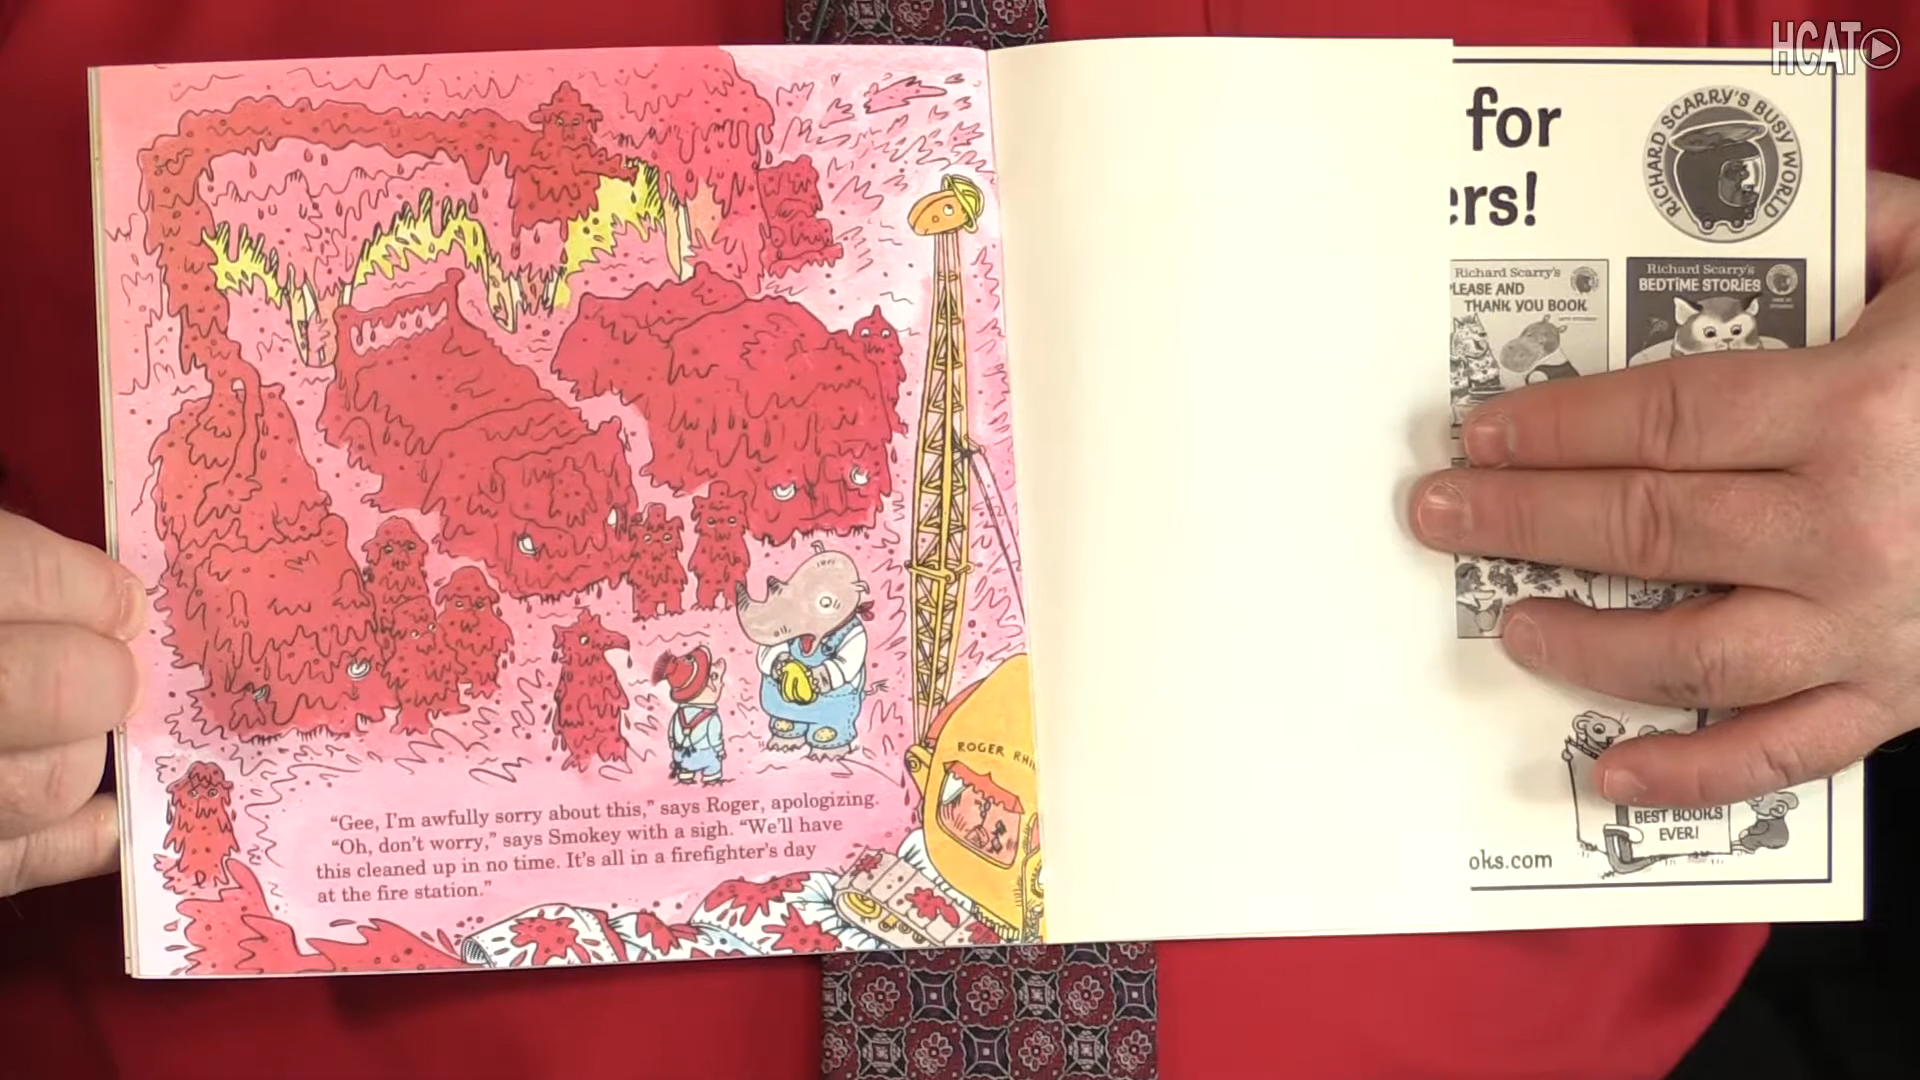 HCAT
"Gee, I'm awfully sorry about this," says Roger, apologizing.
"Oh, don't worry," says Smokey with a sigh. "We'll have
this cleaned up in no time. It's all in a firefighter's day
at the fire station."
ROGER
for
ers!
RICHARD SCARRY'S BUSY WORLD
Richard Scarry's
LEASE AND
THANK YOU BOOK
Richard Scarry's
BEDTIME STORIES
BEST BOOKS
EVER!
oks.com